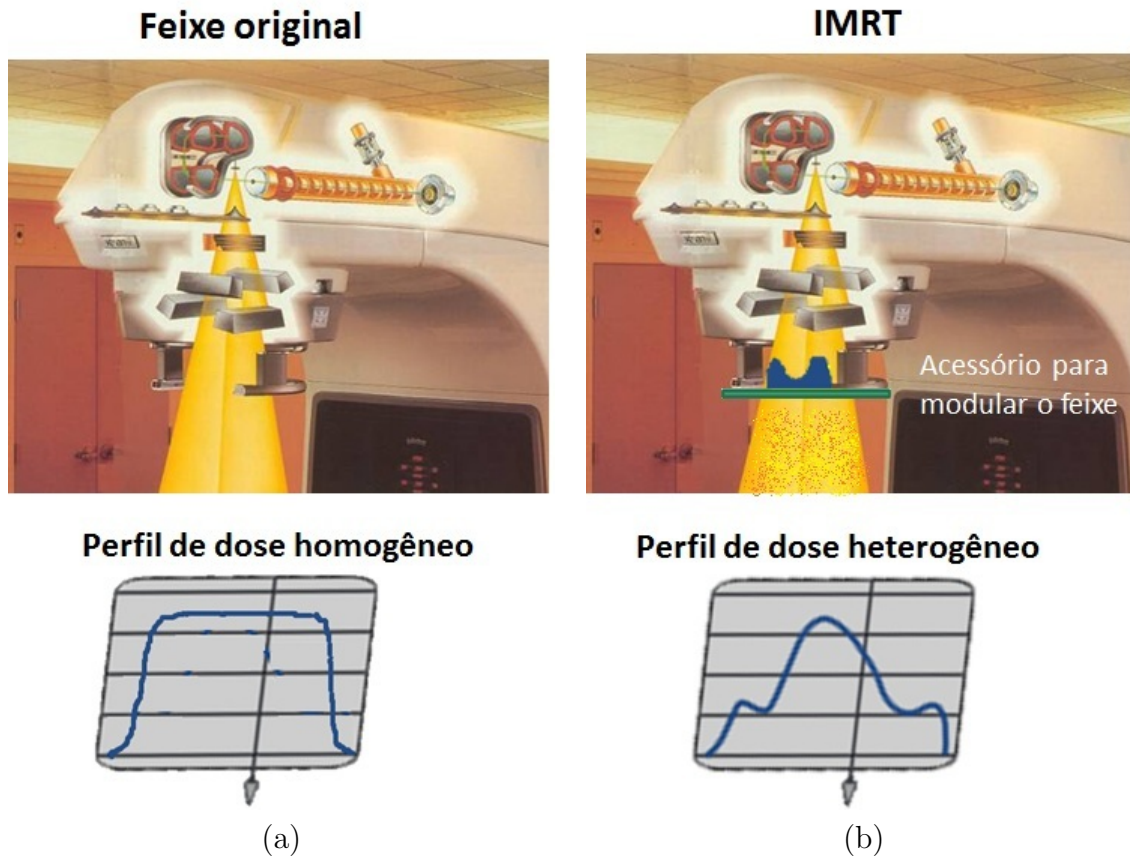 Feixe original
IMRT
Acessório para
modular o feixe
Perfil de dose homogêneo
Perfil de dose heterogêneo
(a)
(b)